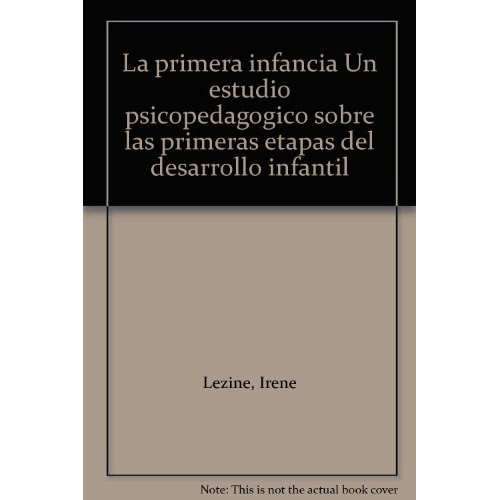 La primera infancia Un
estudio
psicopedagogico sobre
las primeras etapas del
desarrollo infantil
Lezine, Irene
Note: This is not the actual book cover